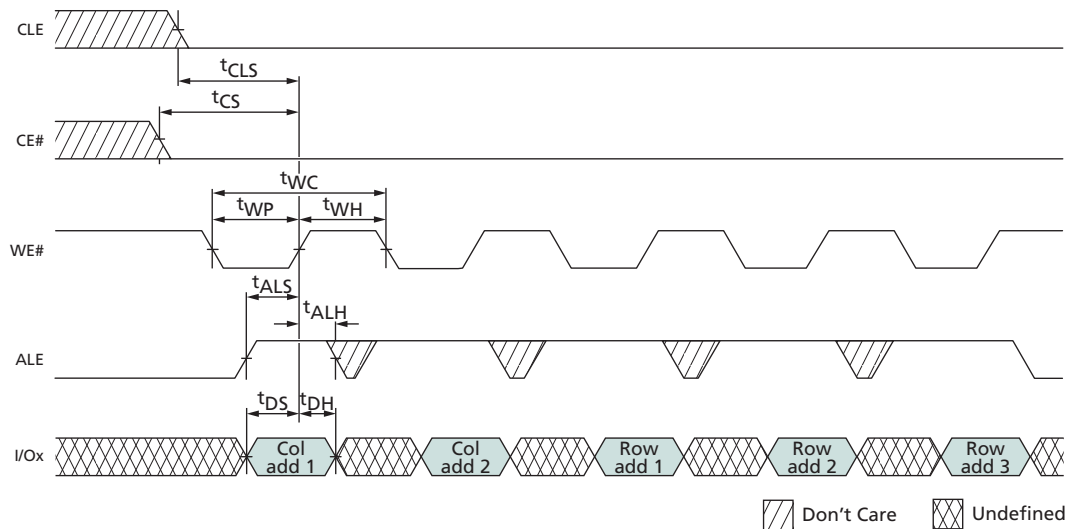 CLE
tCLS
tCS
CE#
tWC
tWP
tWH
WE#
tALS
tALH
ALE
tDS
tDH
I/Ox
Col
add 1
Col
add 2
Row
add 1
Row
add 2
Row
add 3
Don't Care
Undefined